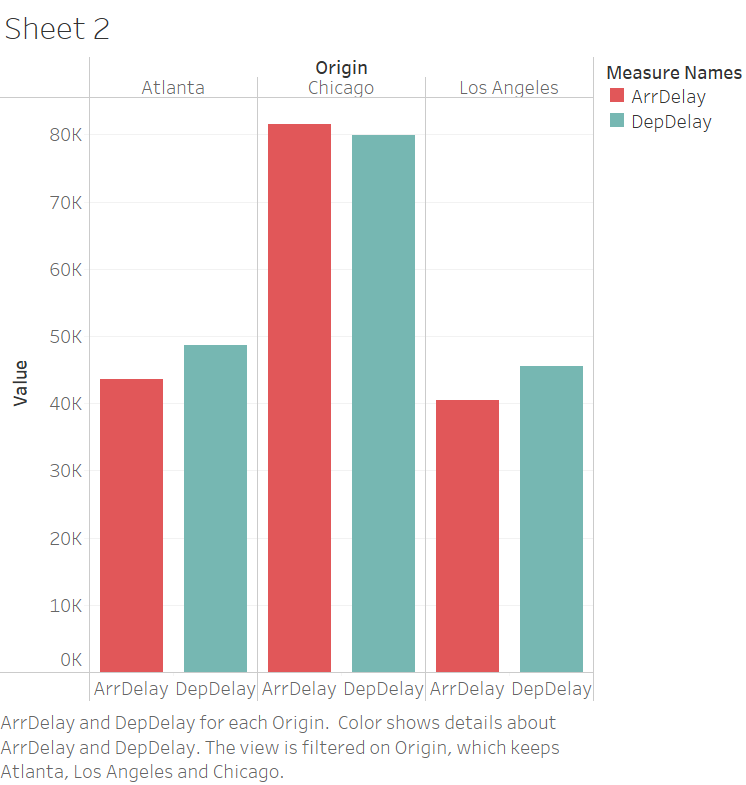 Sheet 2
Origin
Atlanta Chicago Los Angeles
Measure Names
ArrDelay
DepDelay
80K
70K
60K
50K
40K
30K
20K
10K
0K
Value
ArrDelay DepDelay ArrDelay DepDelay ArrDelay DepDelay
ArrDelay and DepDelay for each Origin.  Color shows details about
ArrDelay and DepDelay. The view is filtered on Origin, which keeps
Atlanta, Los Angeles and Chicago.